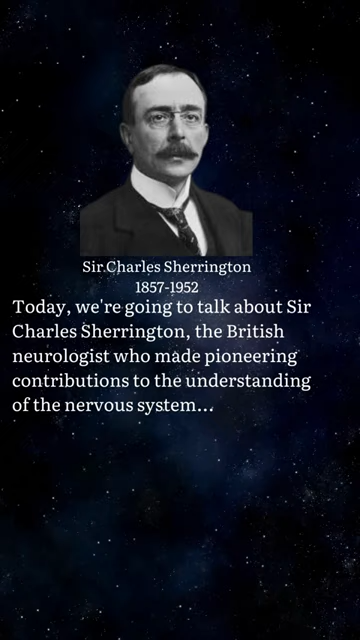 Sir Charles Sherrington
1857-1952
Today, we're going to talk about Sir
Charles Sherrington, the British
neurologist who made pioneering
contributions to the understanding
of the nervous system...